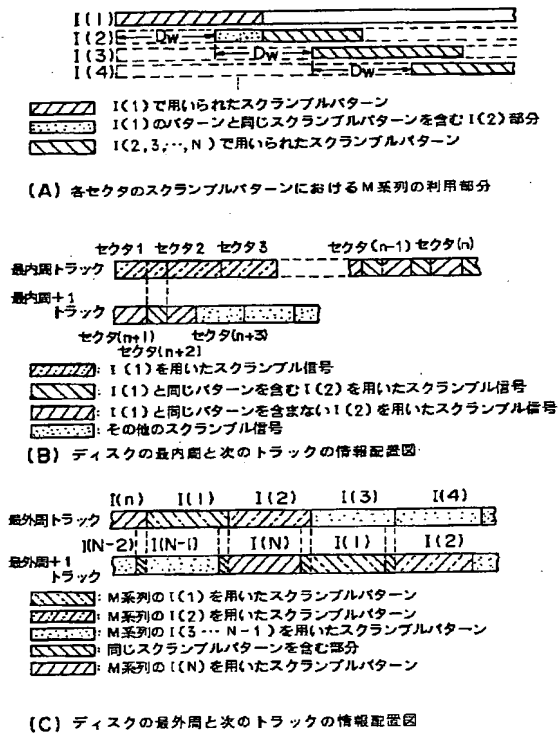 I(1)
I(2) Dw
I(3) Dw
I(4) Dw
I(1)で用いられたスクランブルパターン
I(1)のパターンと同じスクランブルパターンを含むI(2)部分
I(2,3,…,N)で用いられたスクランブルパターン
(A) 各セクタのスクランブルパターンにおけるM系列の利用部分
セクタ1 セクタ2 セクタ3 セクタ(n-1) セクタ(n)
最内周トラック
最内周+1
トラック
セクタ(n+1) セクタ(n+3)
セクタ(n+2)
:I(1)を用いたスクランブル信号
:I(1)と同じパターンを含むI(2)を用いたスクランブル信号
:I(1)と同じパターンを含まないI(2)を用いたスクランブル信号
:その他のスクランブル信号
(B) ディスクの最内周と次のトラックの情報配置図
I(n) I(1) I(2) I(3) I(4)
最外周トラック
I(N-2) I(N-1) I(N) I(1) I(2)
最外周+1
トラック
:M系列のI(1)を用いたスクランブルパターン
:M系列のI(2)を用いたスクランブルパターン
:M系列のI(3…N-1)を用いたスクランブルパターン
:同じスクランブルパターンを含む部分
:M系列のI(N)を用いたスクランブルパターン
(C) ディスクの最外周と次のトラックの情報配置図